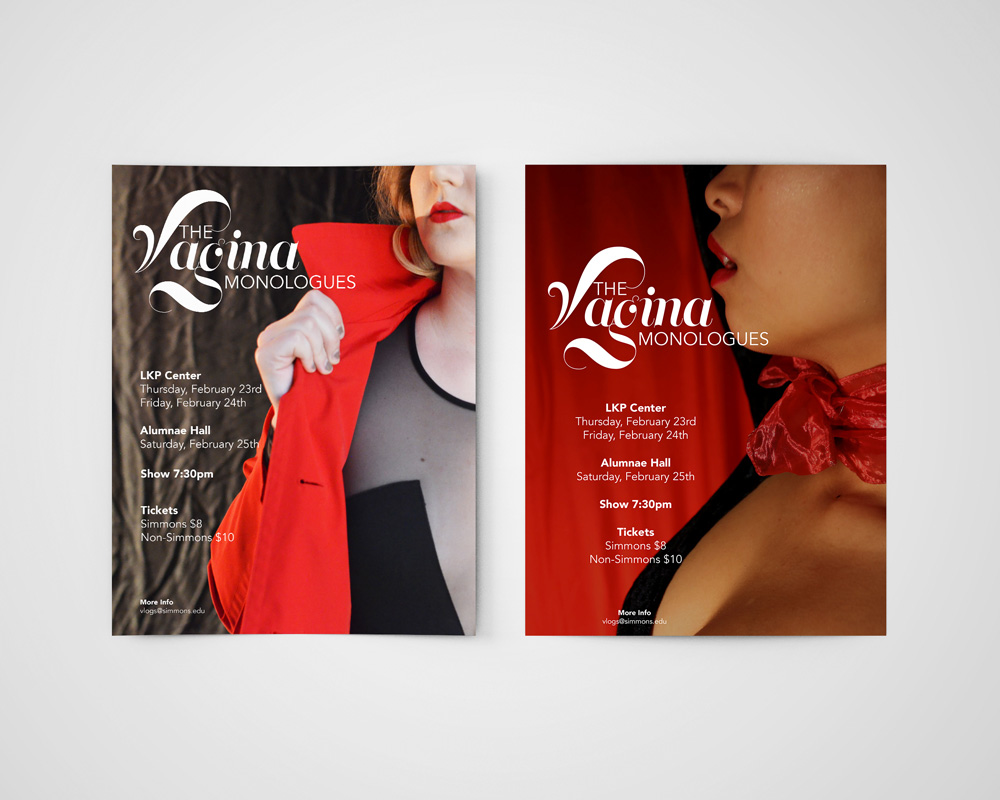 THE
Vagina
MONOLOGUES
LKP Center
Thursday, February 23rd
Friday, February 24th
Alumnae Hall
Saturday, February 25th
Show 7:30pm
Tickets
Simmons $8
Non-Simmons $10
More Info
vlogs@simmons.edu
THE
Vagina
MONOLOGUES
LKP Center
Thursday, February 23rd
Friday, February 24th
Alumnae Hall
Saturday, February 25th
Show 7:30pm
Tickets
Simmons $8
Non-Simmons $10
More Info
vlogs@simmons.edu